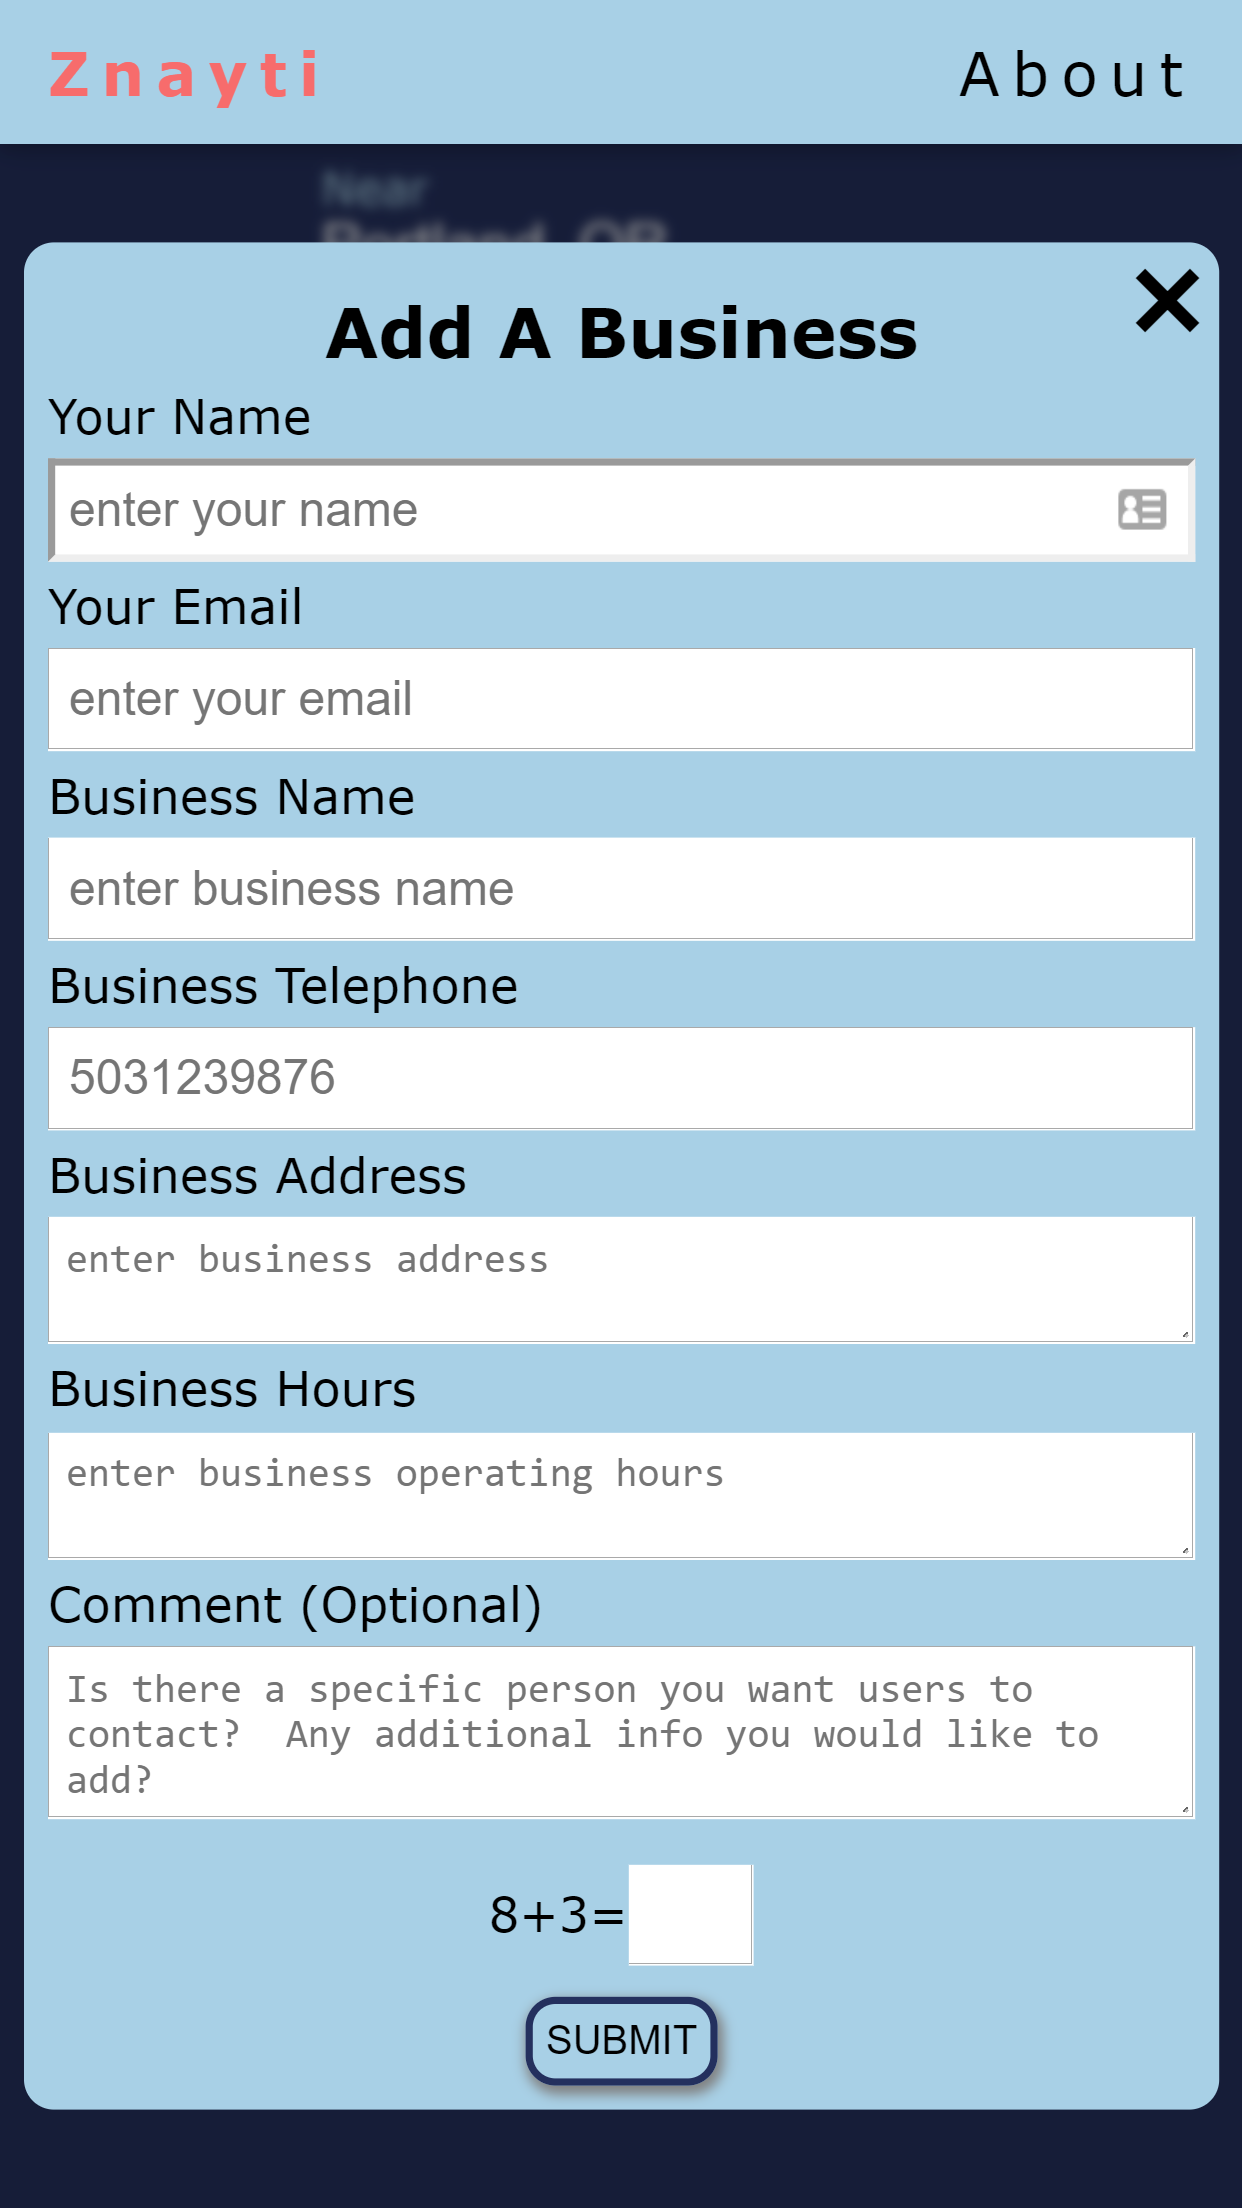 Znayti
About
Near
Portland, OR
Add A Business
Your Name
enter your name
Your Email
enter your email
Business Name
enter business name
Business Telephone
5031239876
Business Address
enter business address
Business Hours
enter business operating hours
Comment (Optional)
Is there a specific person you want users to
contact?  Any additional info you would like to
add?
8+3=
SUBMIT